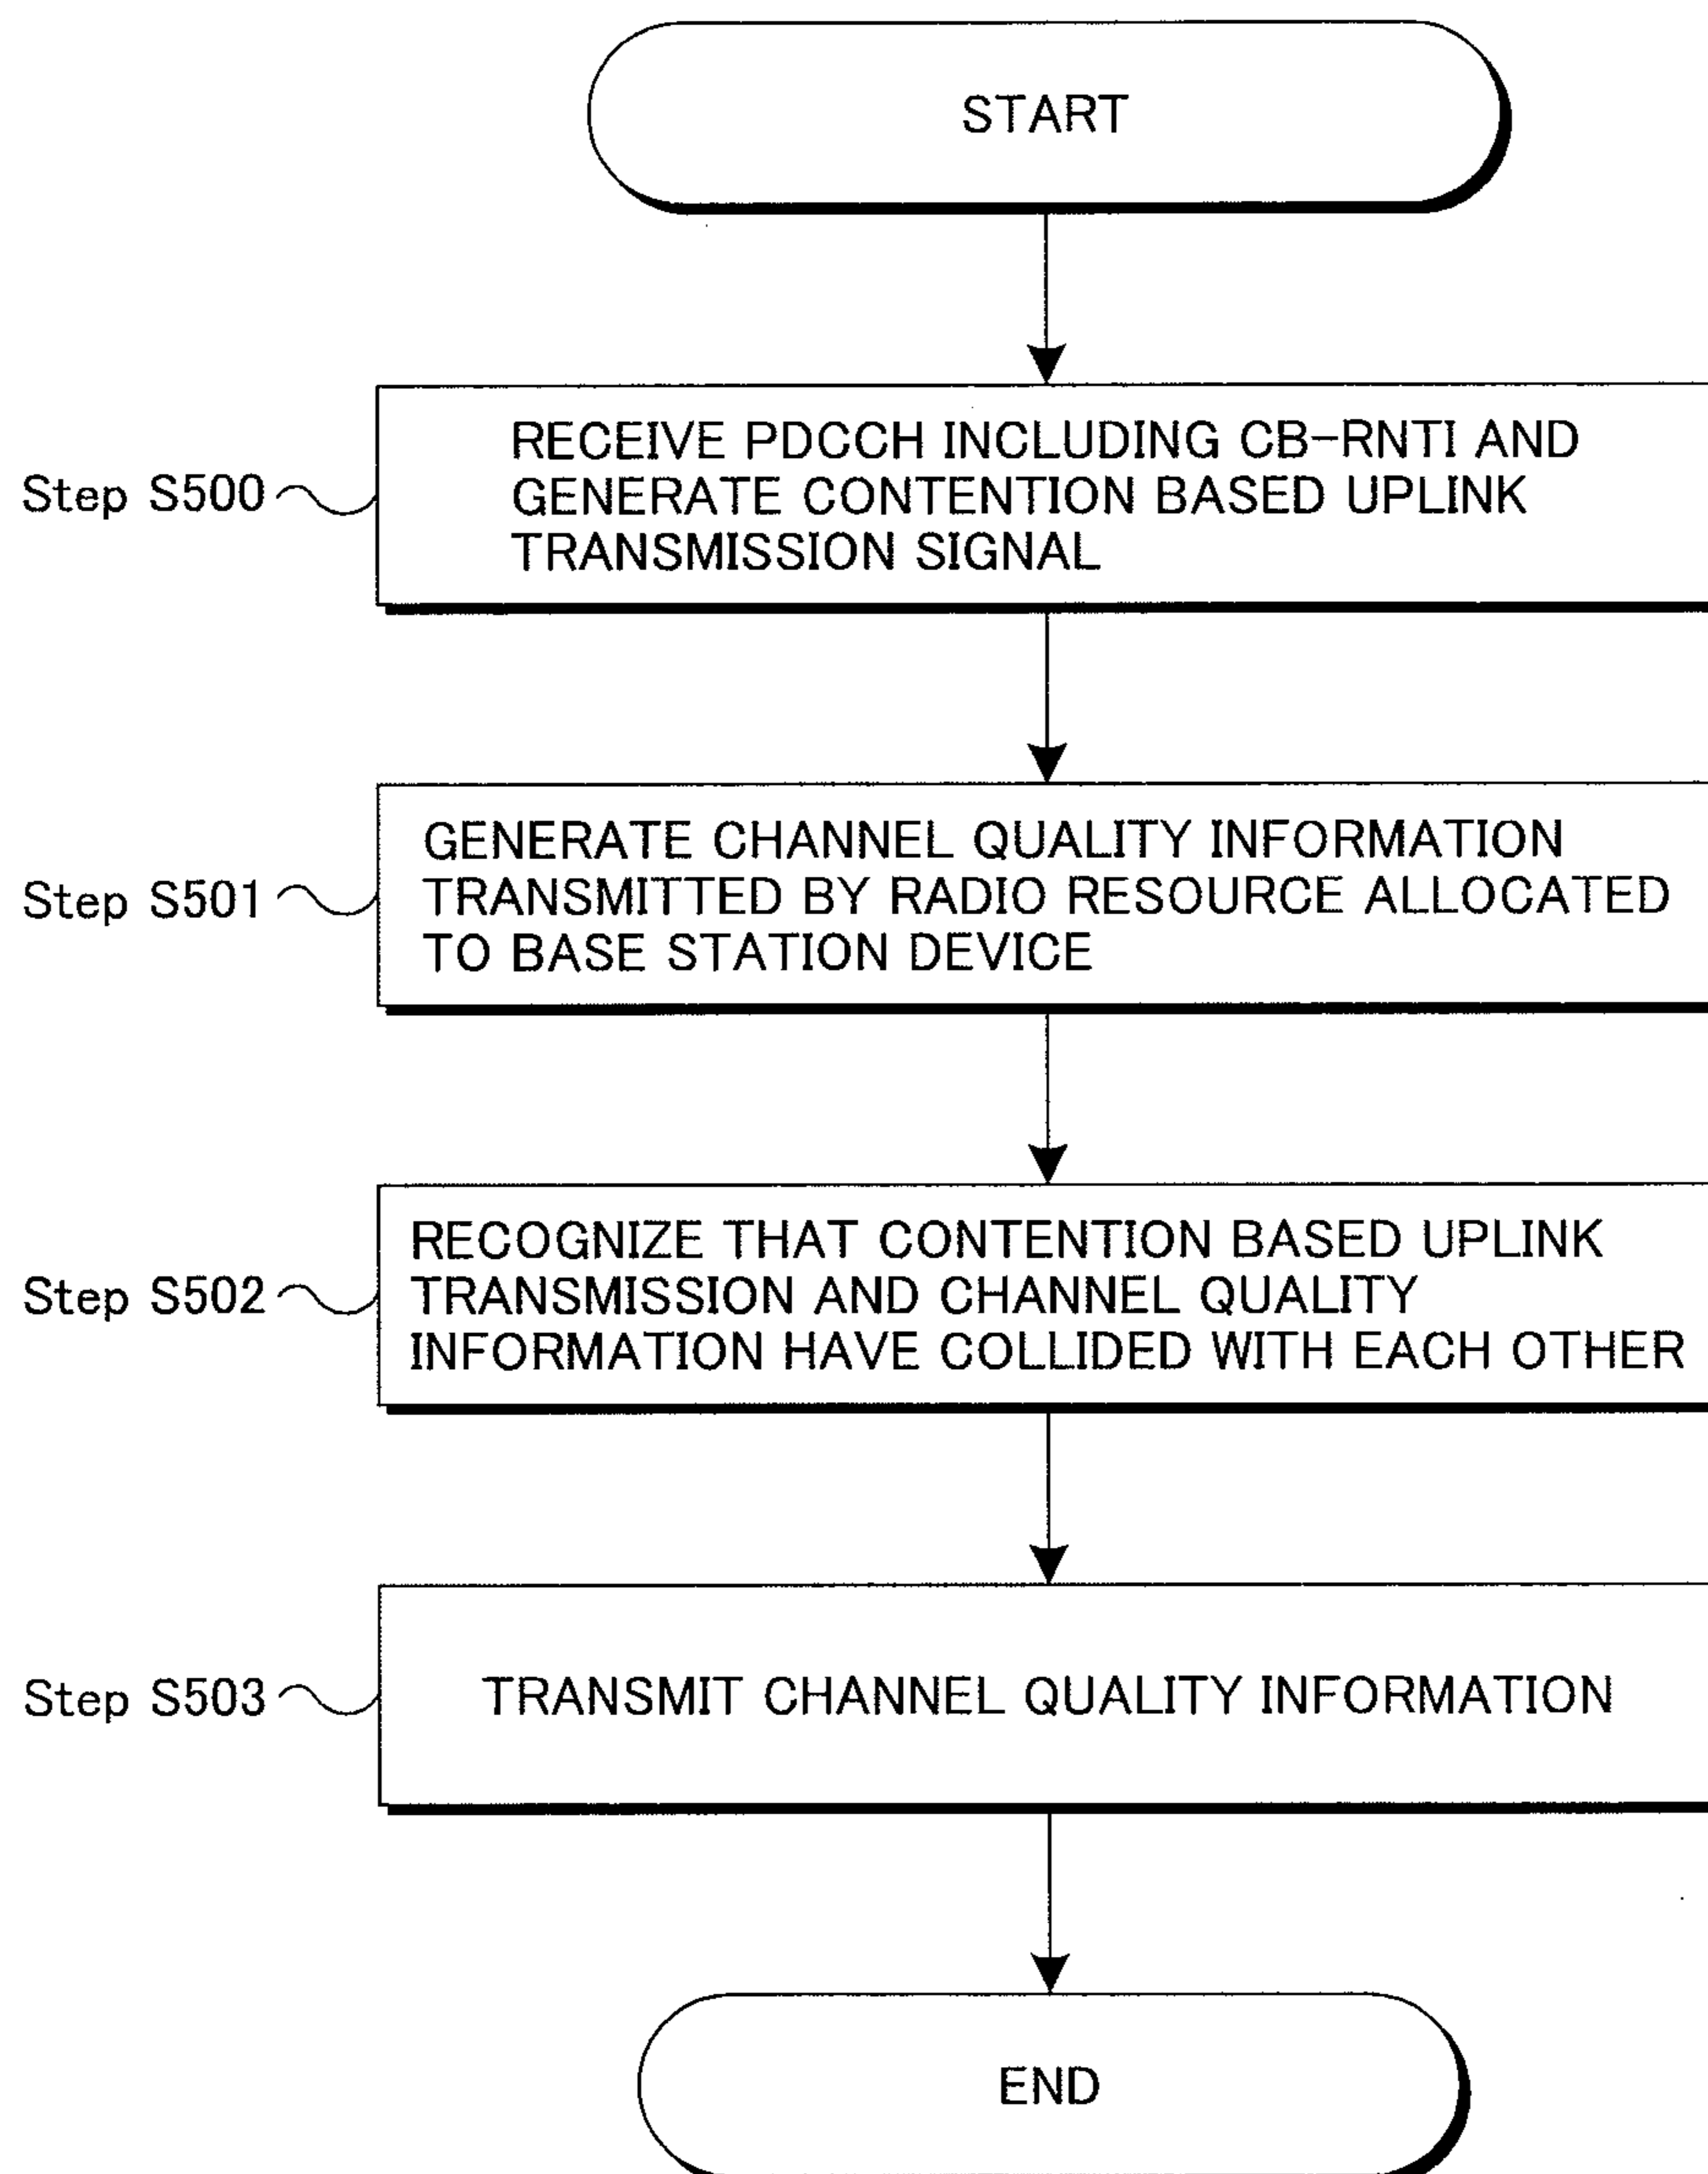 START
Step S500
RECEIVE PDCCH INCLUDING CB-RNTI AND
GENERATE CONTENTION BASED UPLINK
TRANSMISSION SIGNAL
Step S501
GENERATE CHANNEL QUALITY INFORMATION
TRANSMITTED BY RADIO RESOURCE ALLOCATED
TO BASE STATION DEVICE
Step S502
RECOGNIZE THAT CONTENTION BASED UPLINK
TRANSMISSION AND CHANNEL QUALITY
INFORMATION HAVE COLLIDED WITH EACH OTHER
Step S503
TRANSMIT CHANNEL QUALITY INFORMATION
END